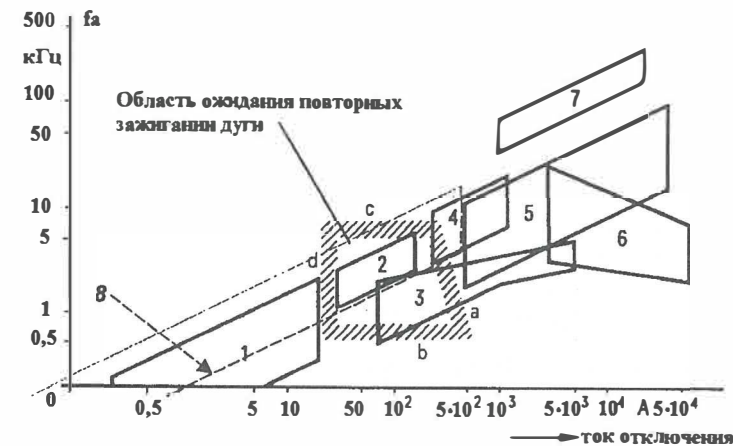 500 fa
кГц
100
50
10
5
1
0,5
0
Область ожидания повторных
зажигании дуги
c
d
8
1
2
3
4
5
6
7
a
b
0,5 5 10 50 10² 5·10² 10³ 5·10³ 10⁴ А 5·10⁴
ток отключения